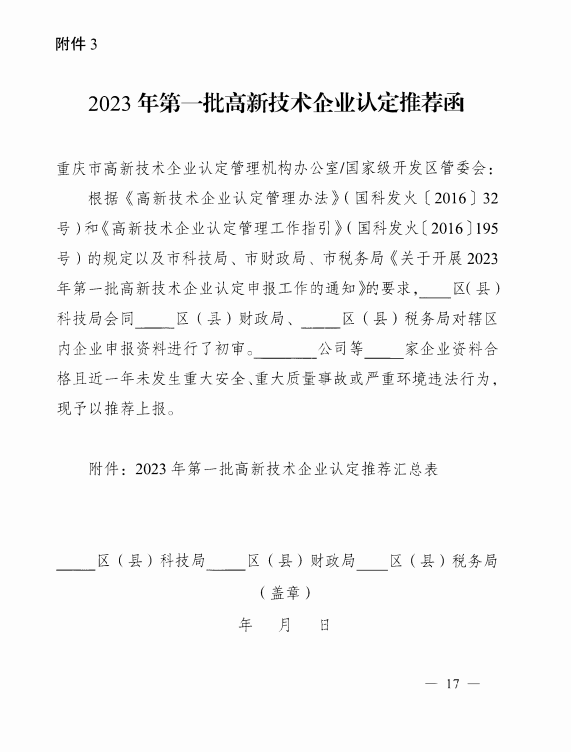 附件 3
2023 年第一批高新技术企业认定推荐函
重庆市高新技术企业认定管理机构办公室/国家级开发区管委会：
根据《高新技术企业认定管理办法》（国科发火〔2016〕32
号）和《高新技术企业认定管理工作指引》（国科发火〔2016〕195
号）的规定以及市科技局、市财政局、市税务局《关于开展 2023
年第一批高新技术企业认定申报工作的通知》的要求，____区（县）
科技局会同_____区（县）财政局、_____区（县）税务局对辖区
内企业申报资料进行了初审。________公司等_____家企业资料合
格且近一年未发生重大安全、重大质量事故或严重环境违法行为，
现予以推荐上报。
附件：2023 年第一批高新技术企业认定推荐汇总表
_____区（县）科技局_____区（县）财政局____区（县）税务局
（盖章）
年 月 日
— 17 —